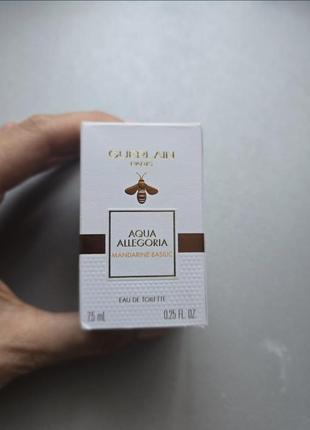 GUERLAIN
PARIS
AQUA
ALLEGORIA
MANDARINE·BASILIC
EAU DE TOILETTE
7.5 mL 0.25 FL. OZ